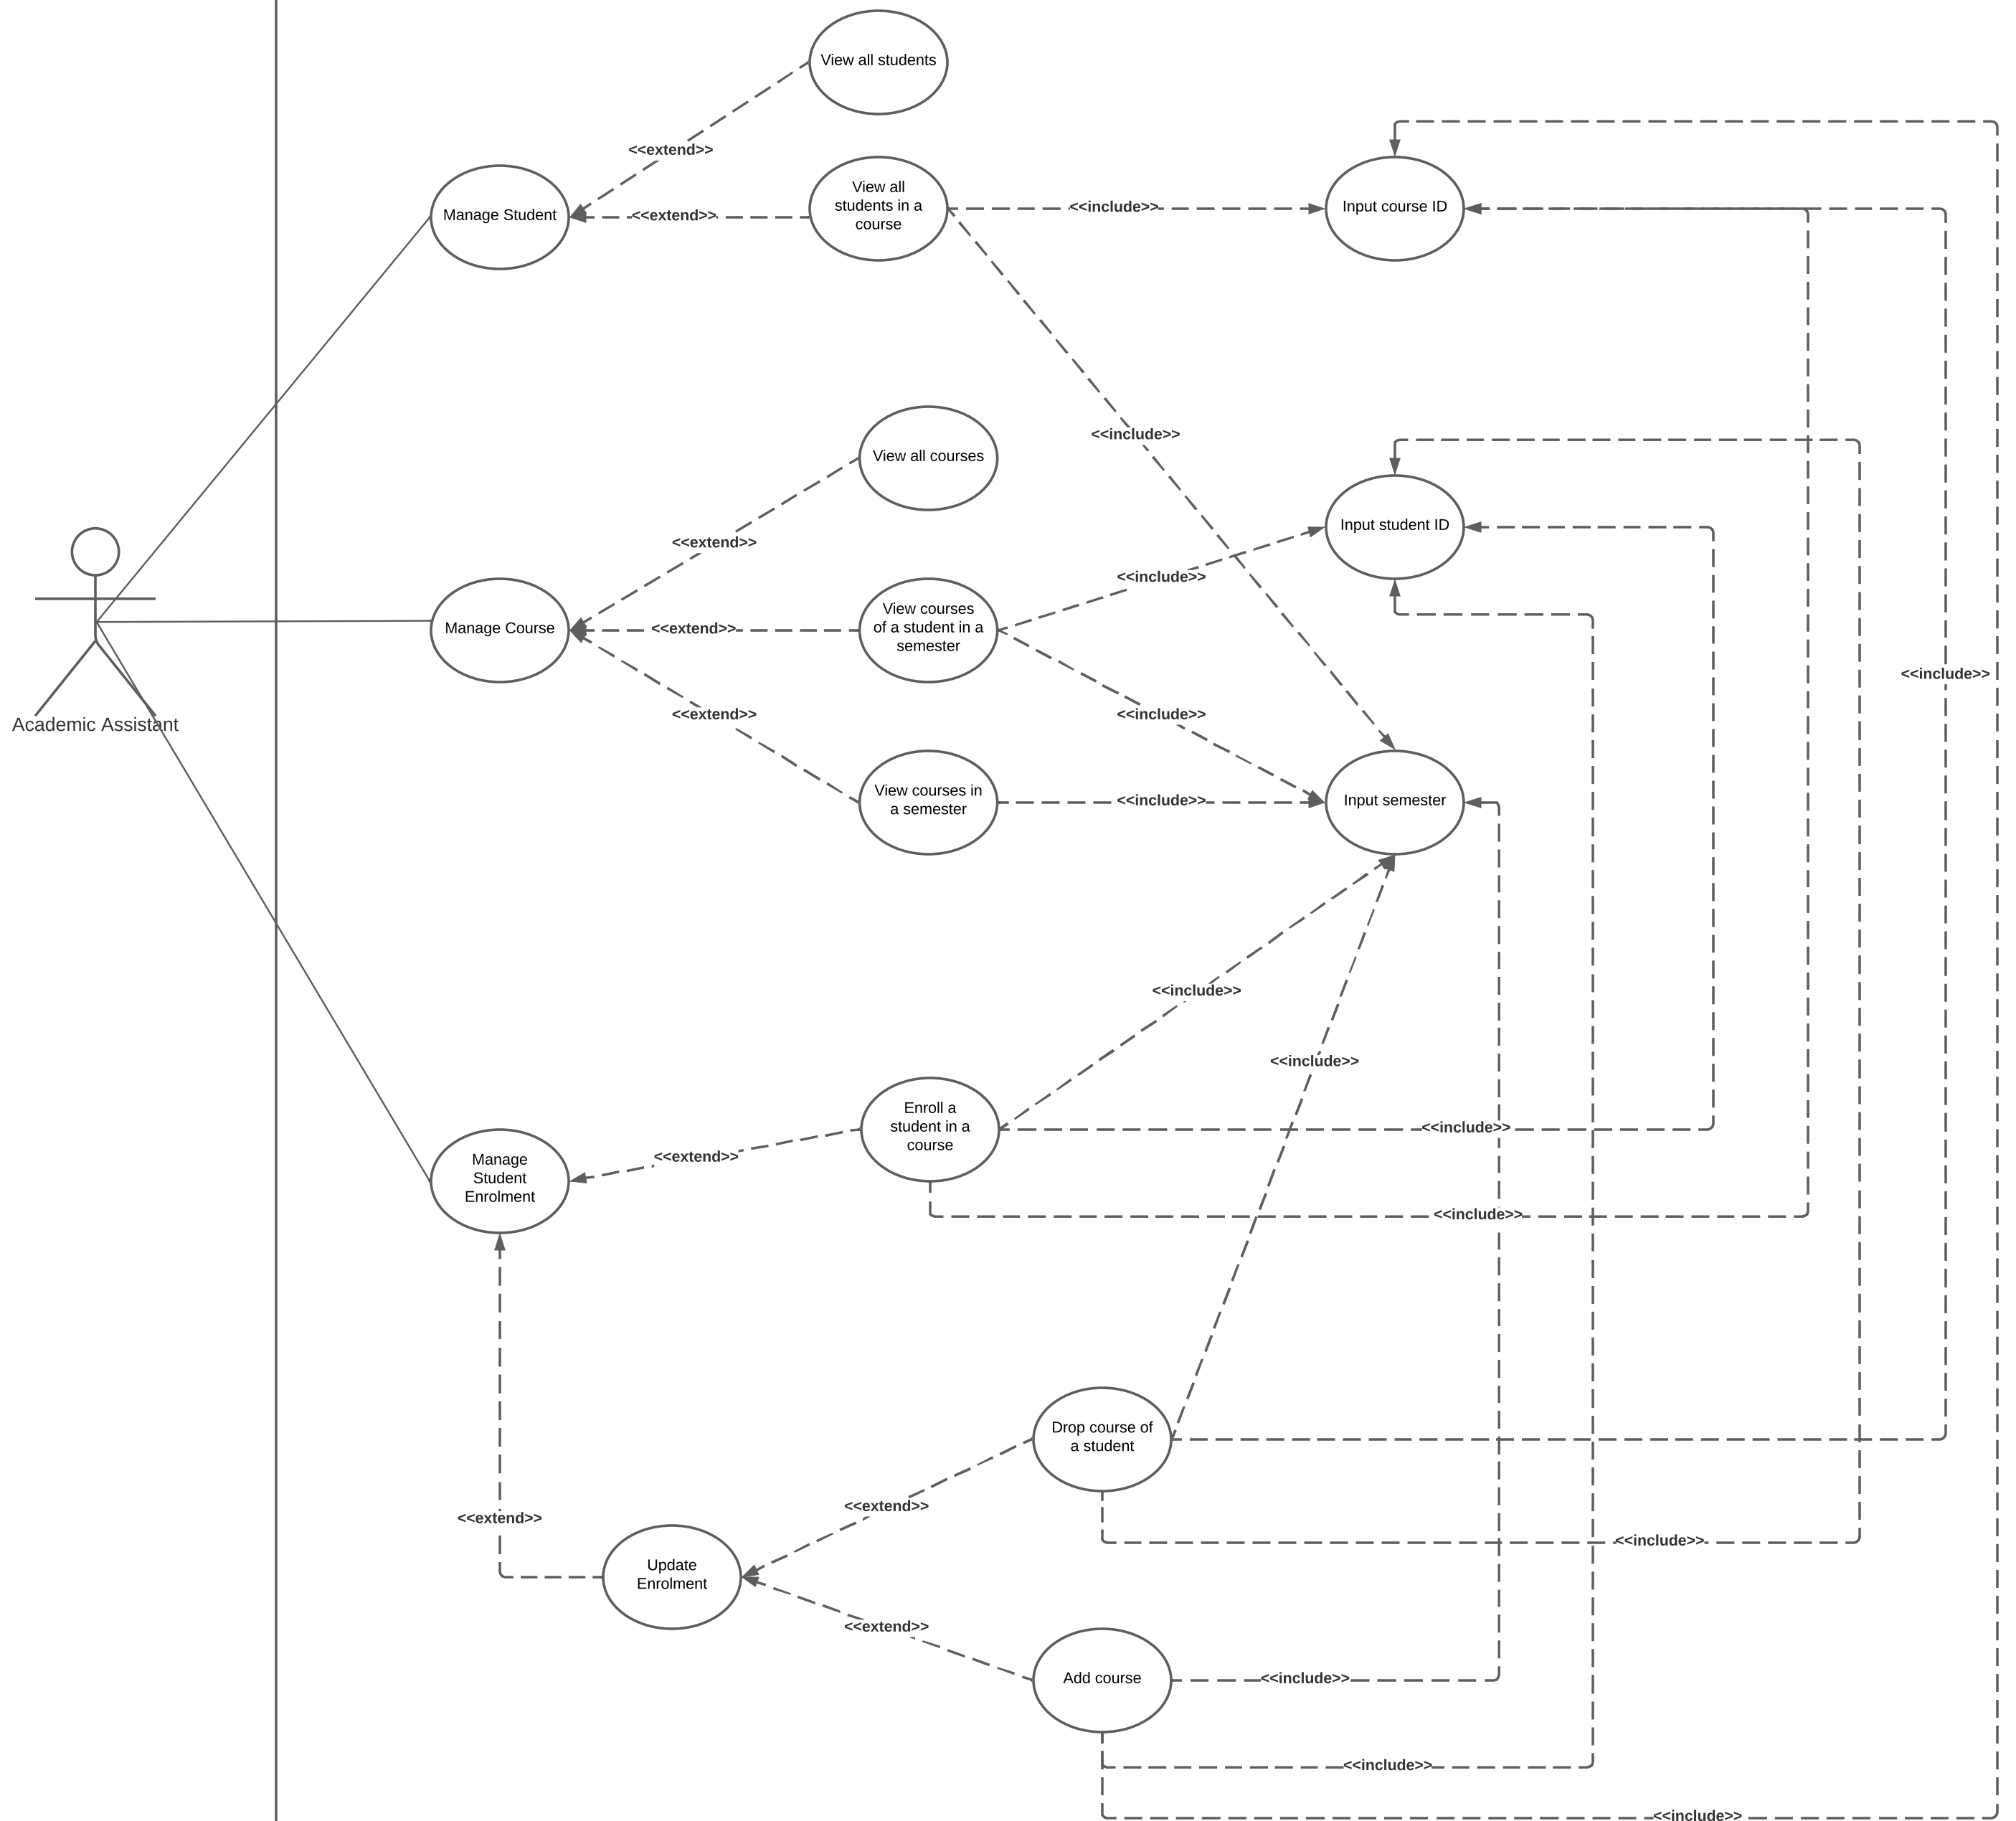 View all students
<<extend>>
Manage Student
<<extend>>
View all
students in a
course
<<include>>
Input course ID
<<include>>
View all courses
<<extend>>
Input student ID
<<include>>
Academic Assistant
Manage Course
<<extend>>
View courses
of a student in a
semester
<<include>>
<<extend>>
<<include>>
View courses in
a semester
<<include>>
Input semester
<<include>>
<<include>>
Manage
Student
Enrolment
<<extend>>
Enroll a
student in a
course
<<include>>
<<include>>
Drop course of
a student
<<extend>>
<<extend>>
<<include>>
Update
Enrolment
<<extend>>
Add course
<<include>>
<<include>>
<<include>>